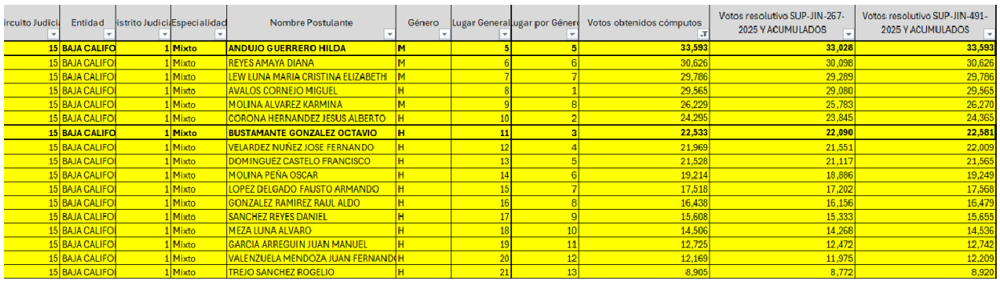 ircuito Judicia Entidad istrito Judicia Especialidad Nombre Postulante Género Lugar General ugar por Géner Votos obtenidos cómputos Votos resolutivo SUP-JIN-267-2025 Y ACUMULADOS Votos resolutivo SUP-JIN-491-2025 Y ACUMULADOS
15 BAJA CALIFO 1 Mixto ANDUJO GUERRERO HILDA M 5 5 33,593 33,028 33,593
15 BAJA CALIFO 1 Mixto REYES AMAYA DIANA M 6 6 30,626 30,098 30,626
15 BAJA CALIFO 1 Mixto LEW LUNA MARIA CRISTINA ELIZABETH M 7 7 29,786 29,289 29,786
15 BAJA CALIFO 1 Mixto AVALOS CORNEJO MIGUEL H 8 1 29,565 29,080 29,565
15 BAJA CALIFO 1 Mixto MOLINA ALVAREZ KARMINA M 9 8 26,229 25,783 26,270
15 BAJA CALIFO 1 Mixto CORONA HERNANDEZ JESUS ALBERTO H 10 2 24,295 23,845 24,365
15 BAJA CALIFO 1 Mixto BUSTAMANTE GONZALEZ OCTAVIO H 11 3 22,533 22,090 22,581
15 BAJA CALIFO 1 Mixto VELARDEZ NUÑEZ JOSE FERNANDO H 12 4 21,969 21,551 22,009
15 BAJA CALIFO 1 Mixto DOMINGUEZ CASTELO FRANCISCO H 13 5 21,528 21,117 21,565
15 BAJA CALIFO 1 Mixto MOLINA PEÑA OSCAR H 14 6 19,214 18,886 19,249
15 BAJA CALIFO 1 Mixto LOPEZ DELGADO FAUSTO ARMANDO H 15 7 17,518 17,202 17,568
15 BAJA CALIFO 1 Mixto GONZALEZ RAMIREZ RAUL ALDO H 16 8 16,438 16,156 16,479
15 BAJA CALIFO 1 Mixto SANCHEZ REYES DANIEL H 17 9 15,608 15,333 15,655
15 BAJA CALIFO 1 Mixto MEZA LUNA ALVARO H 18 10 14,506 14,268 14,536
15 BAJA CALIFO 1 Mixto GARCIA ARREGUIN JUAN MANUEL H 19 11 12,725 12,472 12,742
15 BAJA CALIFO 1 Mixto VALENZUELA MENDOZA JUAN FERNAND H 20 12 12,169 11,975 12,209
15 BAJA CALIFO 1 Mixto TREJO SANCHEZ ROGELIO H 21 13 8,905 8,772 8,920